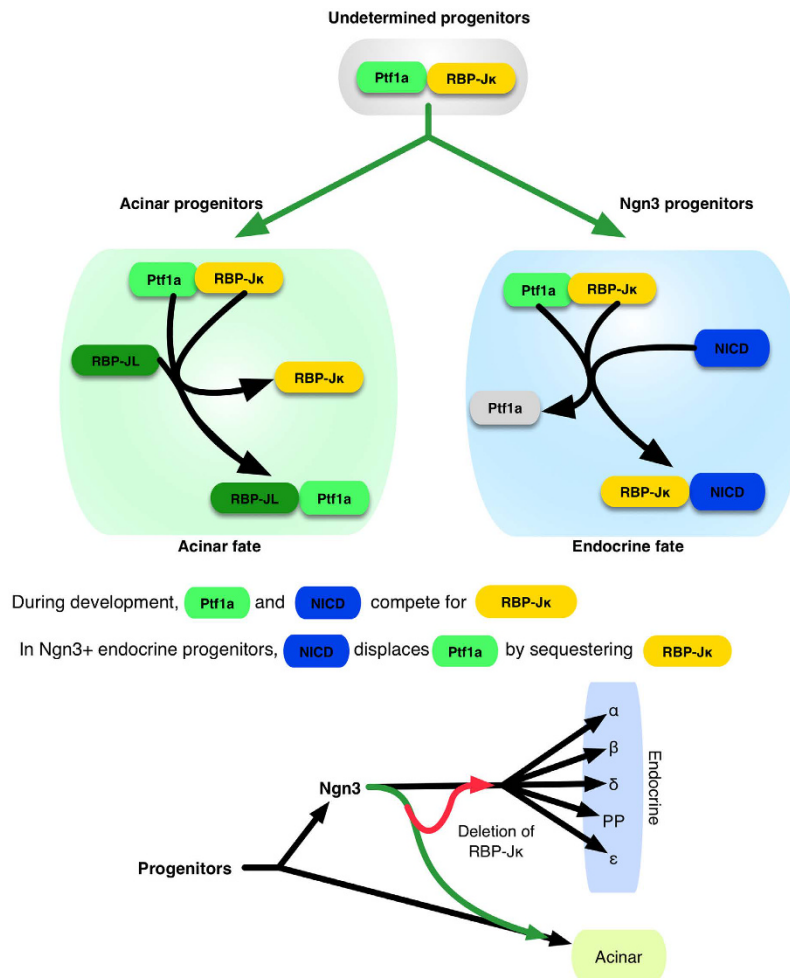 Undetermined progenitors
Ptf1a RBP-Jκ
Acinar progenitors
Ngn3 progenitors
Ptf1a RBP-Jκ
Ptf1a RBP-Jκ
RBP-JL
NICD
RBP-Jκ
Ptf1a
RBP-JL Ptf1a
RBP-Jκ NICD
Acinar fate
Endocrine fate
During development, Ptf1a and NICD compete for RBP-Jκ
In Ngn3+ endocrine progenitors, NICD displaces Ptf1a by sequestering RBP-Jκ
α
β
Ngn3
δ
Endocrine
Deletion of
RBP-Jκ
PP
ε
Progenitors
Acinar